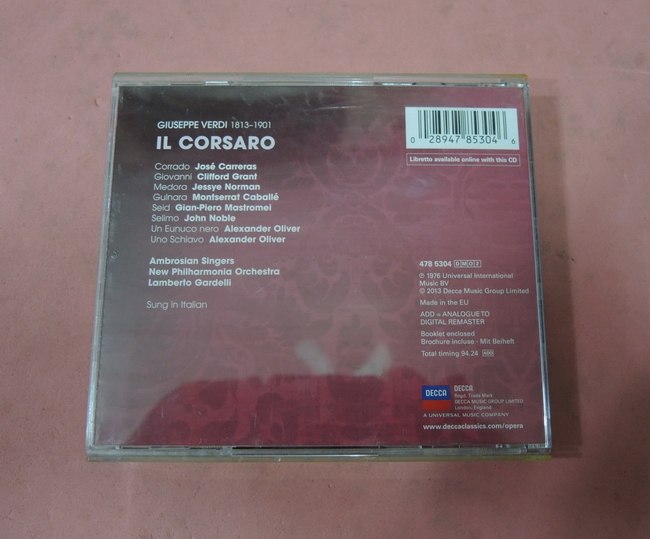 GIUSEPPE VERDI 1813–1901
IL CORSARO
Corrado José Carreras
Giovanni Clifford Grant
Medora Jessye Norman
Gulnara Montserrat Caballé
Seid Gian-Piero Mastromei
Selimo John Noble
Un Eunuco nero Alexander Oliver
Uno Schiavo Alexander Oliver
Ambrosian Singers
New Philharmonia Orchestra
Lamberto Gardelli
Sung in Italian
0 28947 85304 6
Libretto available online with this CD
478 5304 DMO2
℗ 1976 Universal International
Music BV
© 2013 Decca Music Group Limited
Made in the EU
ADD = ANALOGUE TO
DIGITAL REMASTER
Booklet enclosed
Brochure incluse · Mit Beiheft
Total timing 94.24 ADD
DECCA
DECCA
Regd. Trade Mark
DECCA MUSIC GROUP LIMITED
London, England
A UNIVERSAL MUSIC COMPANY
www.deccaclassics.com/opera